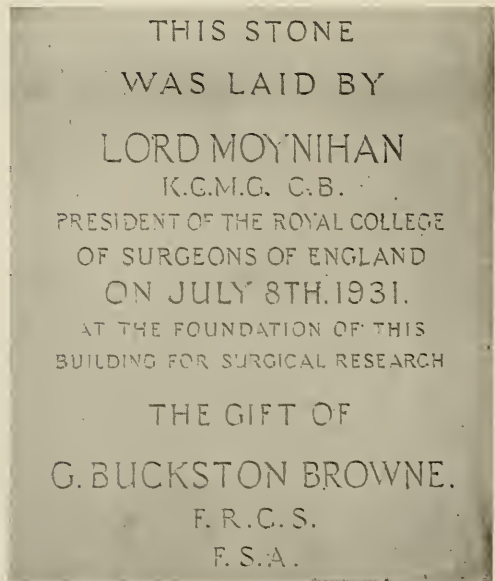 THIS STONE
WAS LAID BY
LORD MOYNIHAN
K.C.M.G. C.B.
PRESIDENT OF THE ROYAL COLLEGE
OF SURGEONS OF ENGLAND
ON JULY 8TH.1931.
AT THE FOUNDATION OF THIS
BUILDING FOR SURGICAL RESEARCH
THE GIFT OF
G. BUCKSTON BROWNE.
F.R.C.S.
F.S.A.